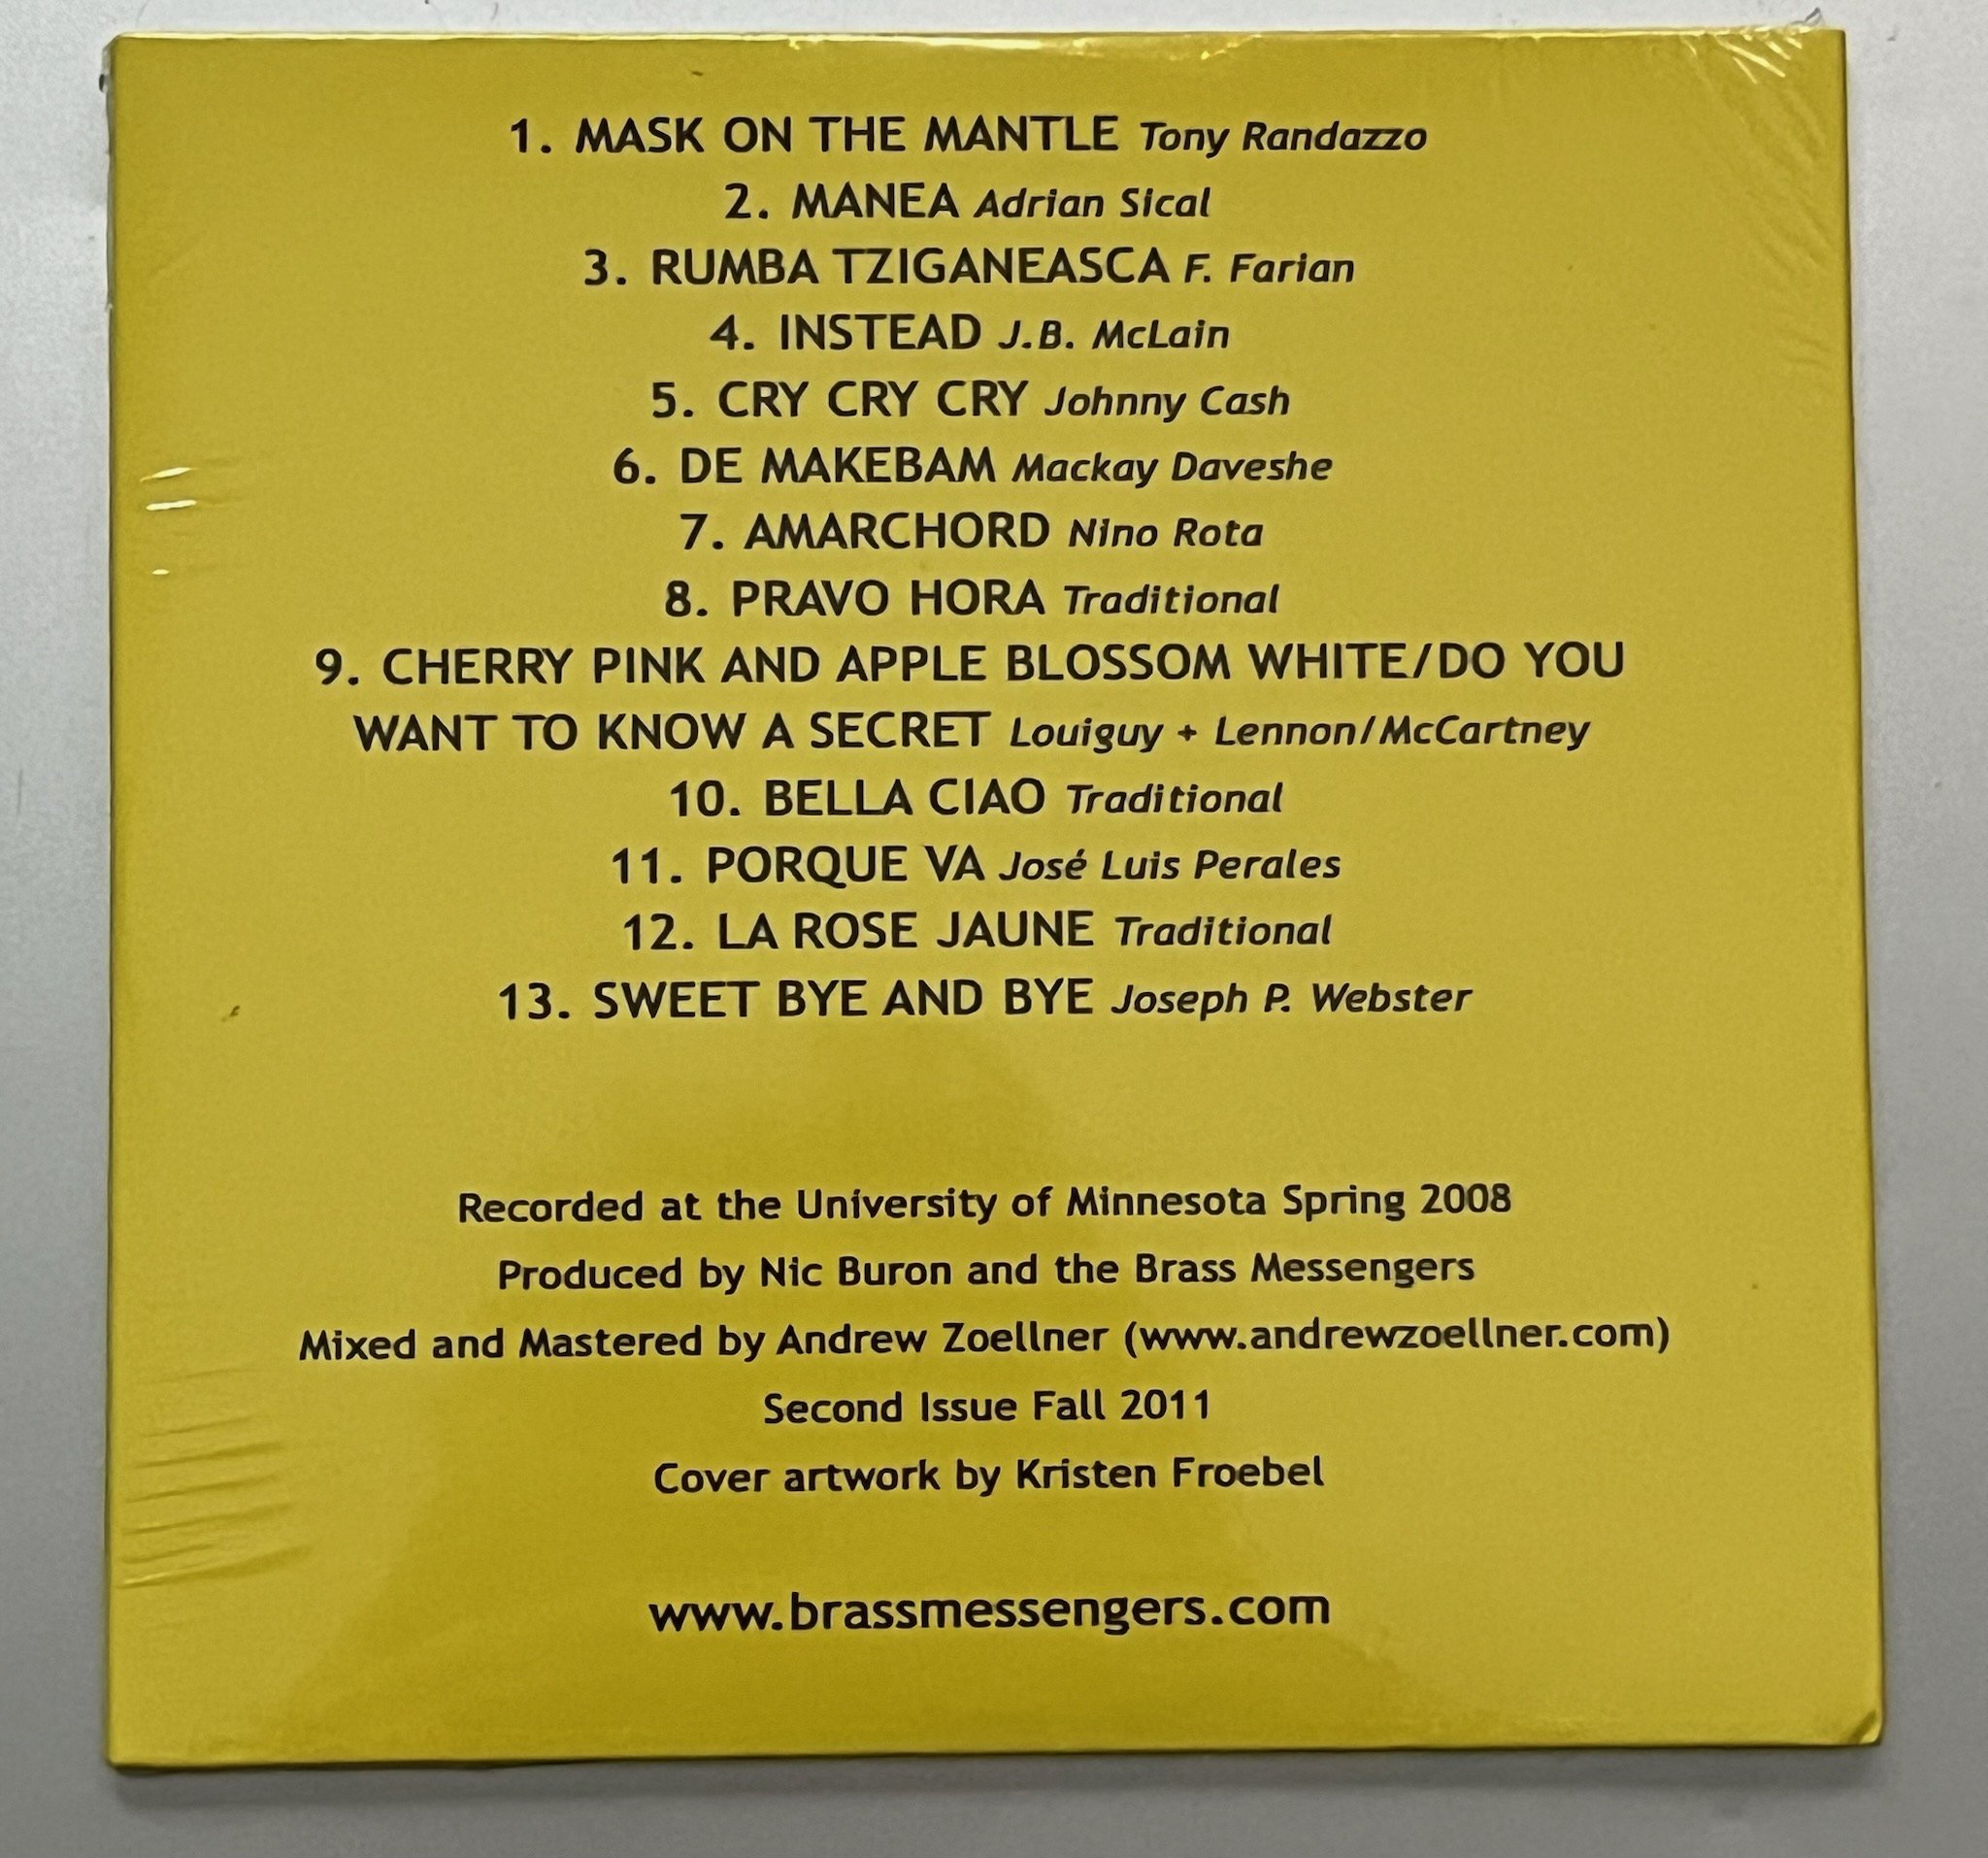 1. MASK ON THE MANTLE Tony Randazzo
2. MANEA Adrian Sical
3. RUMBA TZIGANEASCA F. Farian
4. INSTEAD J.B. McLain
5. CRY CRY CRY Johnny Cash
6. DE MAKEBAM Mackay Daveshe
7. AMARCHORD Nino Rota
8. PRAVO HORA Traditional
9. CHERRY PINK AND APPLE BLOSSOM WHITE/DO YOU
WANT TO KNOW A SECRET Louiguy + Lennon/McCartney
10. BELLA CIAO Traditional
11. PORQUE VA José Luis Perales
12. LA ROSE JAUNE Traditional
13. SWEET BYE AND BYE Joseph P. Webster
Recorded at the University of Minnesota Spring 2008
Produced by Nic Buron and the Brass Messengers
Mixed and Mastered by Andrew Zoellner (www.andrewzoellner.com)
Second Issue Fall 2011
Cover artwork by Kristen Froebel
www.brassmessengers.com